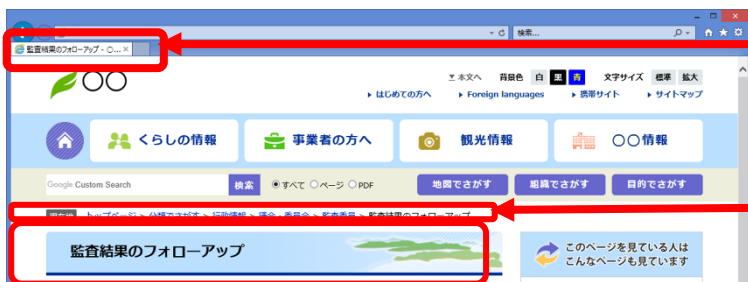 検索...
監査結果のフォローアップ - 〇... ×
〇〇
本文へ 背景色 白 黒 青 文字サイズ 標準 拡大
はじめての方へ Foreign languages 携帯サイト サイトマップ
くらしの情報 事業者の方へ 観光情報 〇〇情報
Google Custom Search 検索 すべて ページ PDF 地図でさがす 組織でさがす 目的でさがす
現在地 トップページ > 分類でさがす > 行政情報 > 議会・委員会 > 監査委員 > 監査結果のフォローアップ
監査結果のフォローアップ
このページを見ている人は
こんなページも見ています